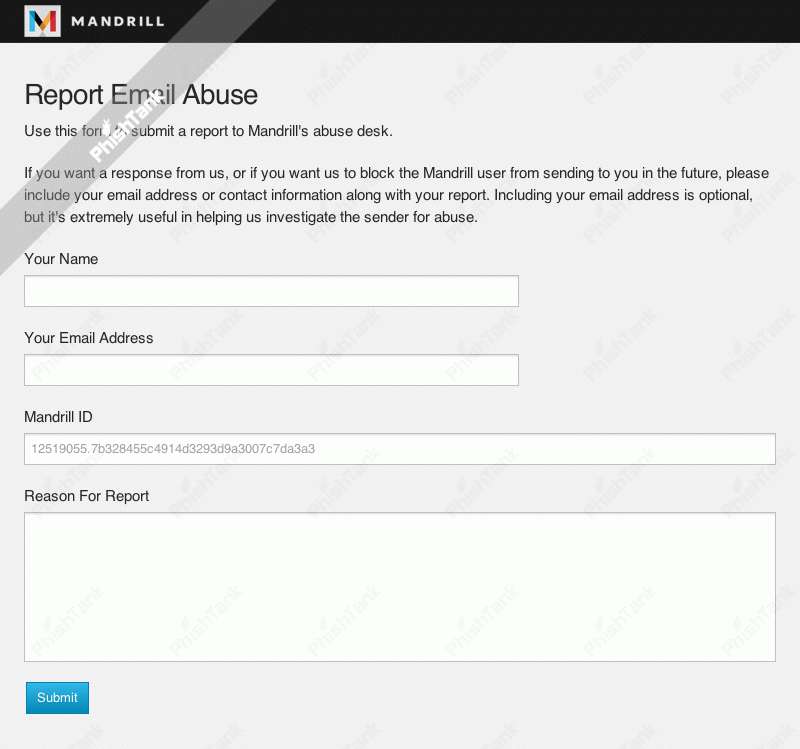 MANDRILL
Report Email Abuse
Use this form to submit a report to Mandrill's abuse desk.
If you want a response from us, or if you want us to block the Mandrill user from sending to you in the future, please
include your email address or contact information along with your report. Including your email address is optional,
but it's extremely useful in helping us investigate the sender for abuse.
Your Name
Your Email Address
Mandrill ID
12519055.7b328455c4914d3293d9a3007c7da3a3
Reason For Report
Submit
PhishTank